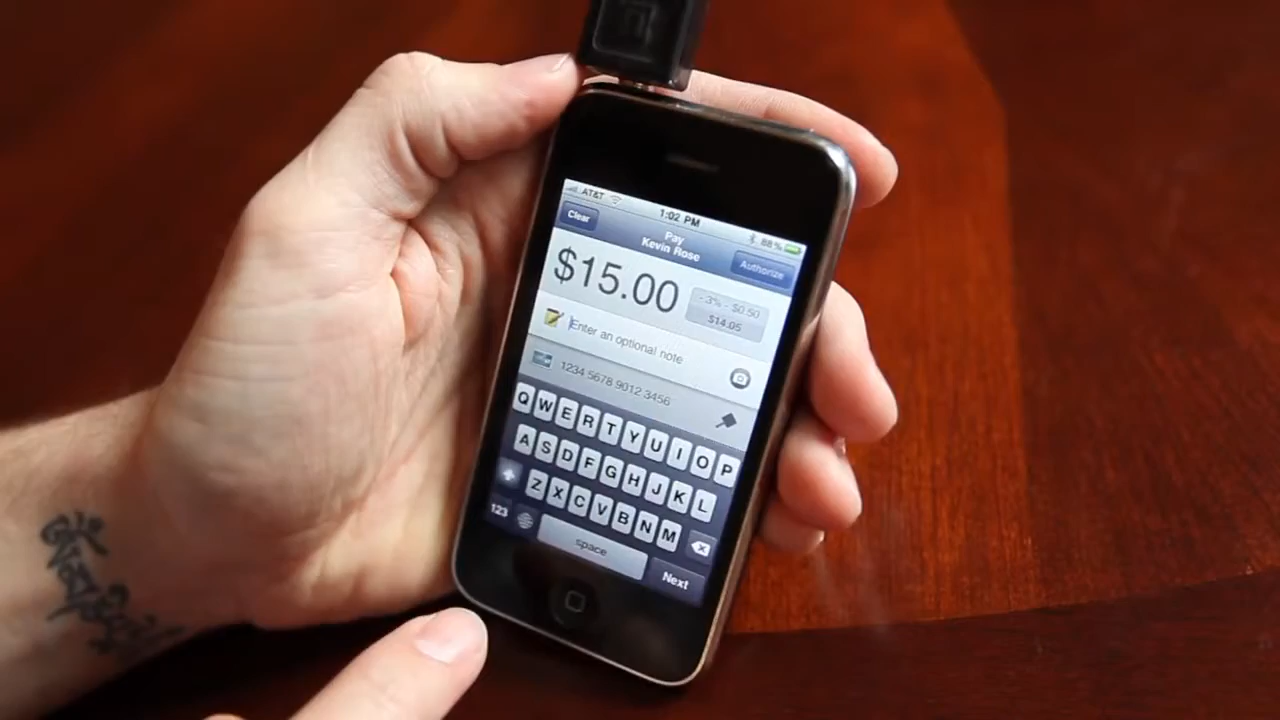 AT&T 1:02 PM 88%
Clear
Pay
Kevin Rose
Authorize
$15.00
- 3% - $0.50
$14.05
Enter an optional note
1234 5678 9012 3456
Q W E R T Y U I O P
A S D F G H J K L
Z X C V B N M
123 space Next